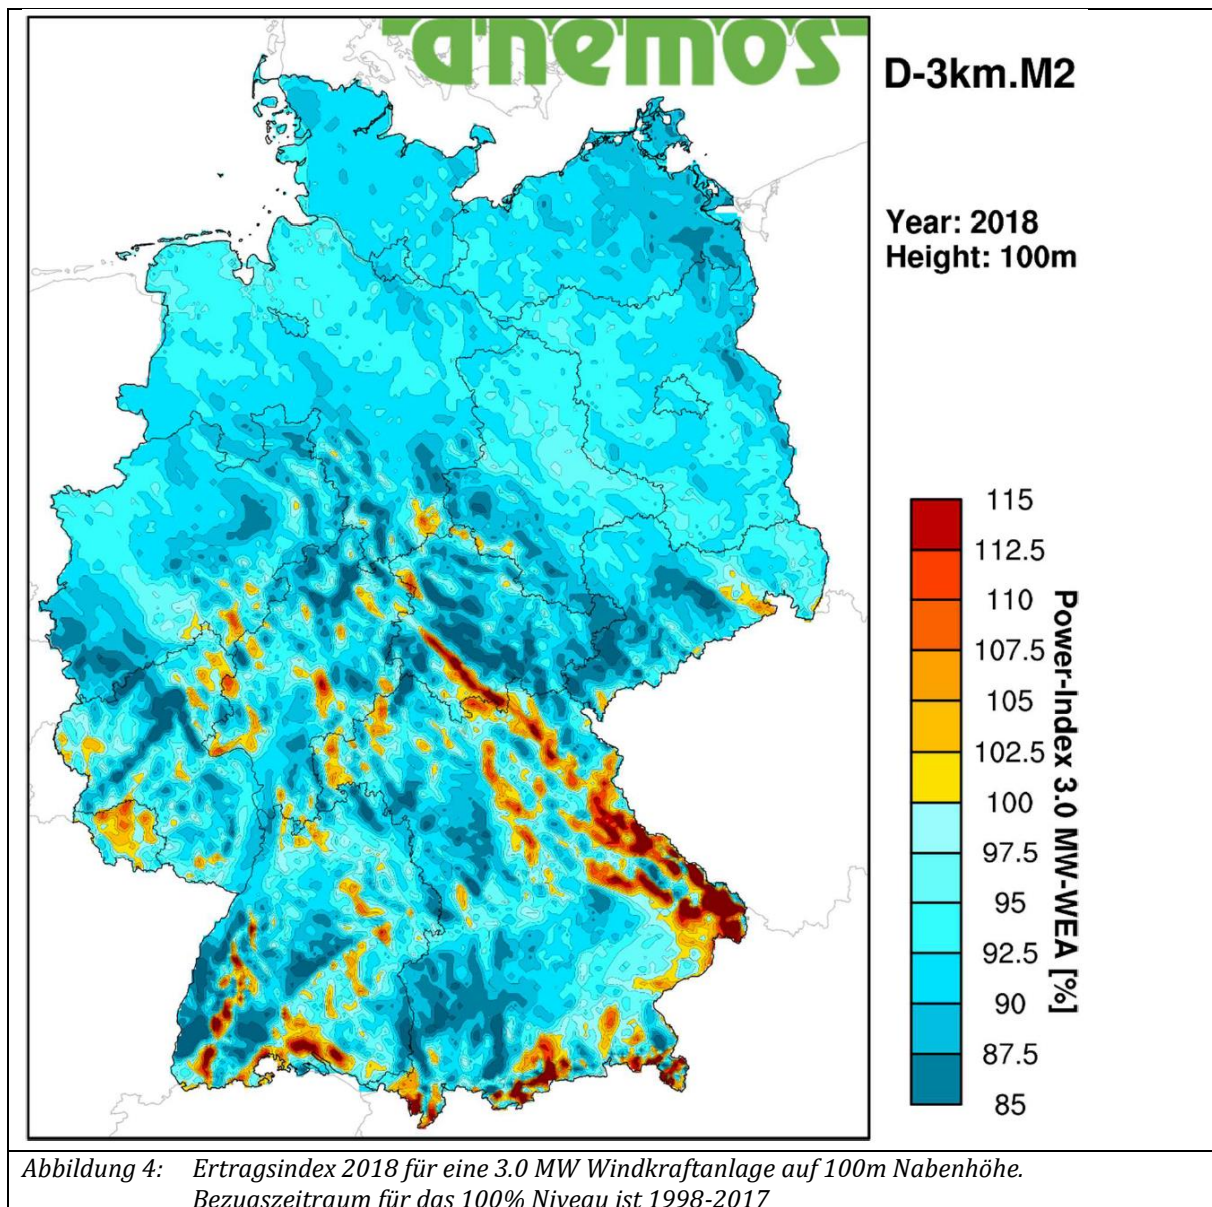 anemos
D-3km.M2
Year: 2018
Height: 100m
115
112.5
110
107.5
105
102.5
100
97.5
95
92.5
90
87.5
85
Power-Index 3.0 MW-WEA [%]
Abbildung 4: Ertragsindex 2018 für eine 3.0 MW Windkraftanlage auf 100m Nabenhöhe.
Bezugszeitraum für das 100% Niveau ist 1998-2017